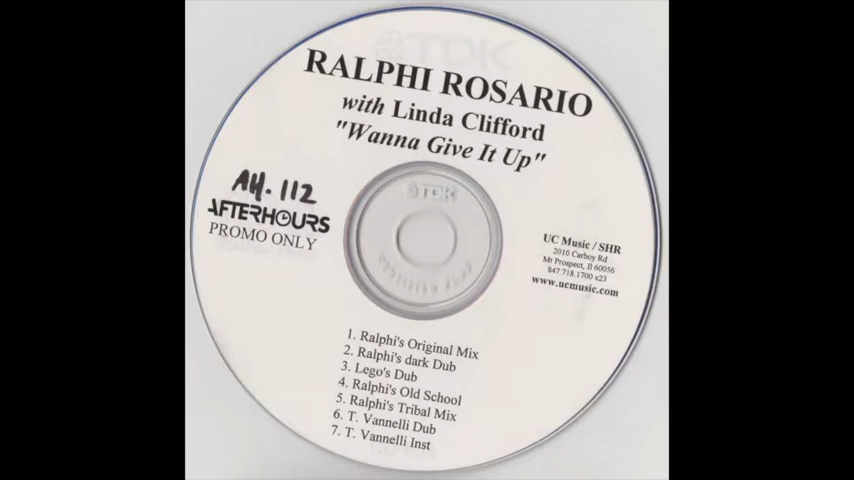 TDK
RALPHI ROSARIO
with Linda Clifford
"Wanna Give It Up"
AH. 112
AFTERHOURS
PROMO ONLY
UC Music / SHR
2010 Carboy Rd
Mt Prospect, Il 60056
847.718.1700 x23
www.ucmusic.com
TDK
1. Ralphi's Original Mix
2. Ralphi's dark Dub
3. Lego's Dub
4. Ralphi's Old School
5. Ralphi's Tribal Mix
6. T. Vannelli Dub
7. T. Vannelli Inst